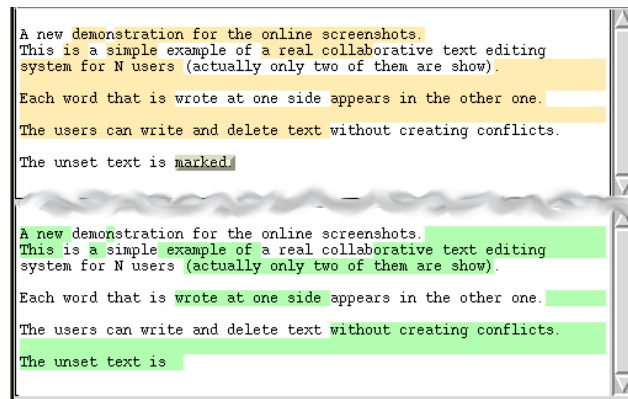 A new demonstration for the online screenshots.
This is a simple example of a real collaborative text editing
system for N users (actually only two of them are show).
Each word that is wrote at one side appears in the other one.
The users can write and delete text without creating conflicts.
The unset text is marked.
A new demonstration for the online screenshots.
This is a simple example of a real collaborative text editing
system for N users (actually only two of them are show).
Each word that is wrote at one side appears in the other one.
The users can write and delete text without creating conflicts.
The unset text is